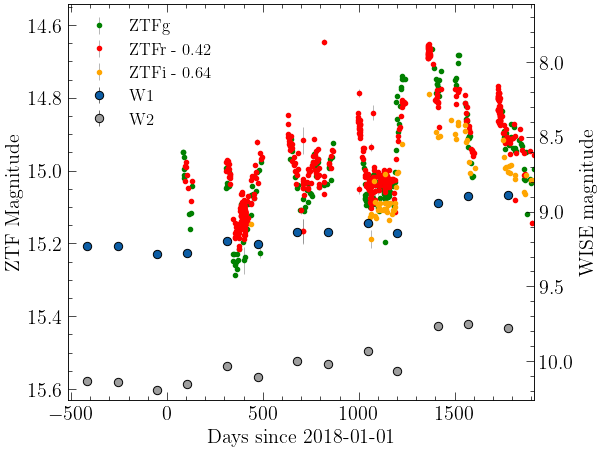 ZTFg
ZTFr - 0.42
ZTFi - 0.64
W1
W2
ZTF Magnitude
14.6
14.8
15.0
15.2
15.4
15.6
WISE magnitude
8.0
8.5
9.0
9.5
10.0
−500
0
500
1000
1500
Days since 2018-01-01